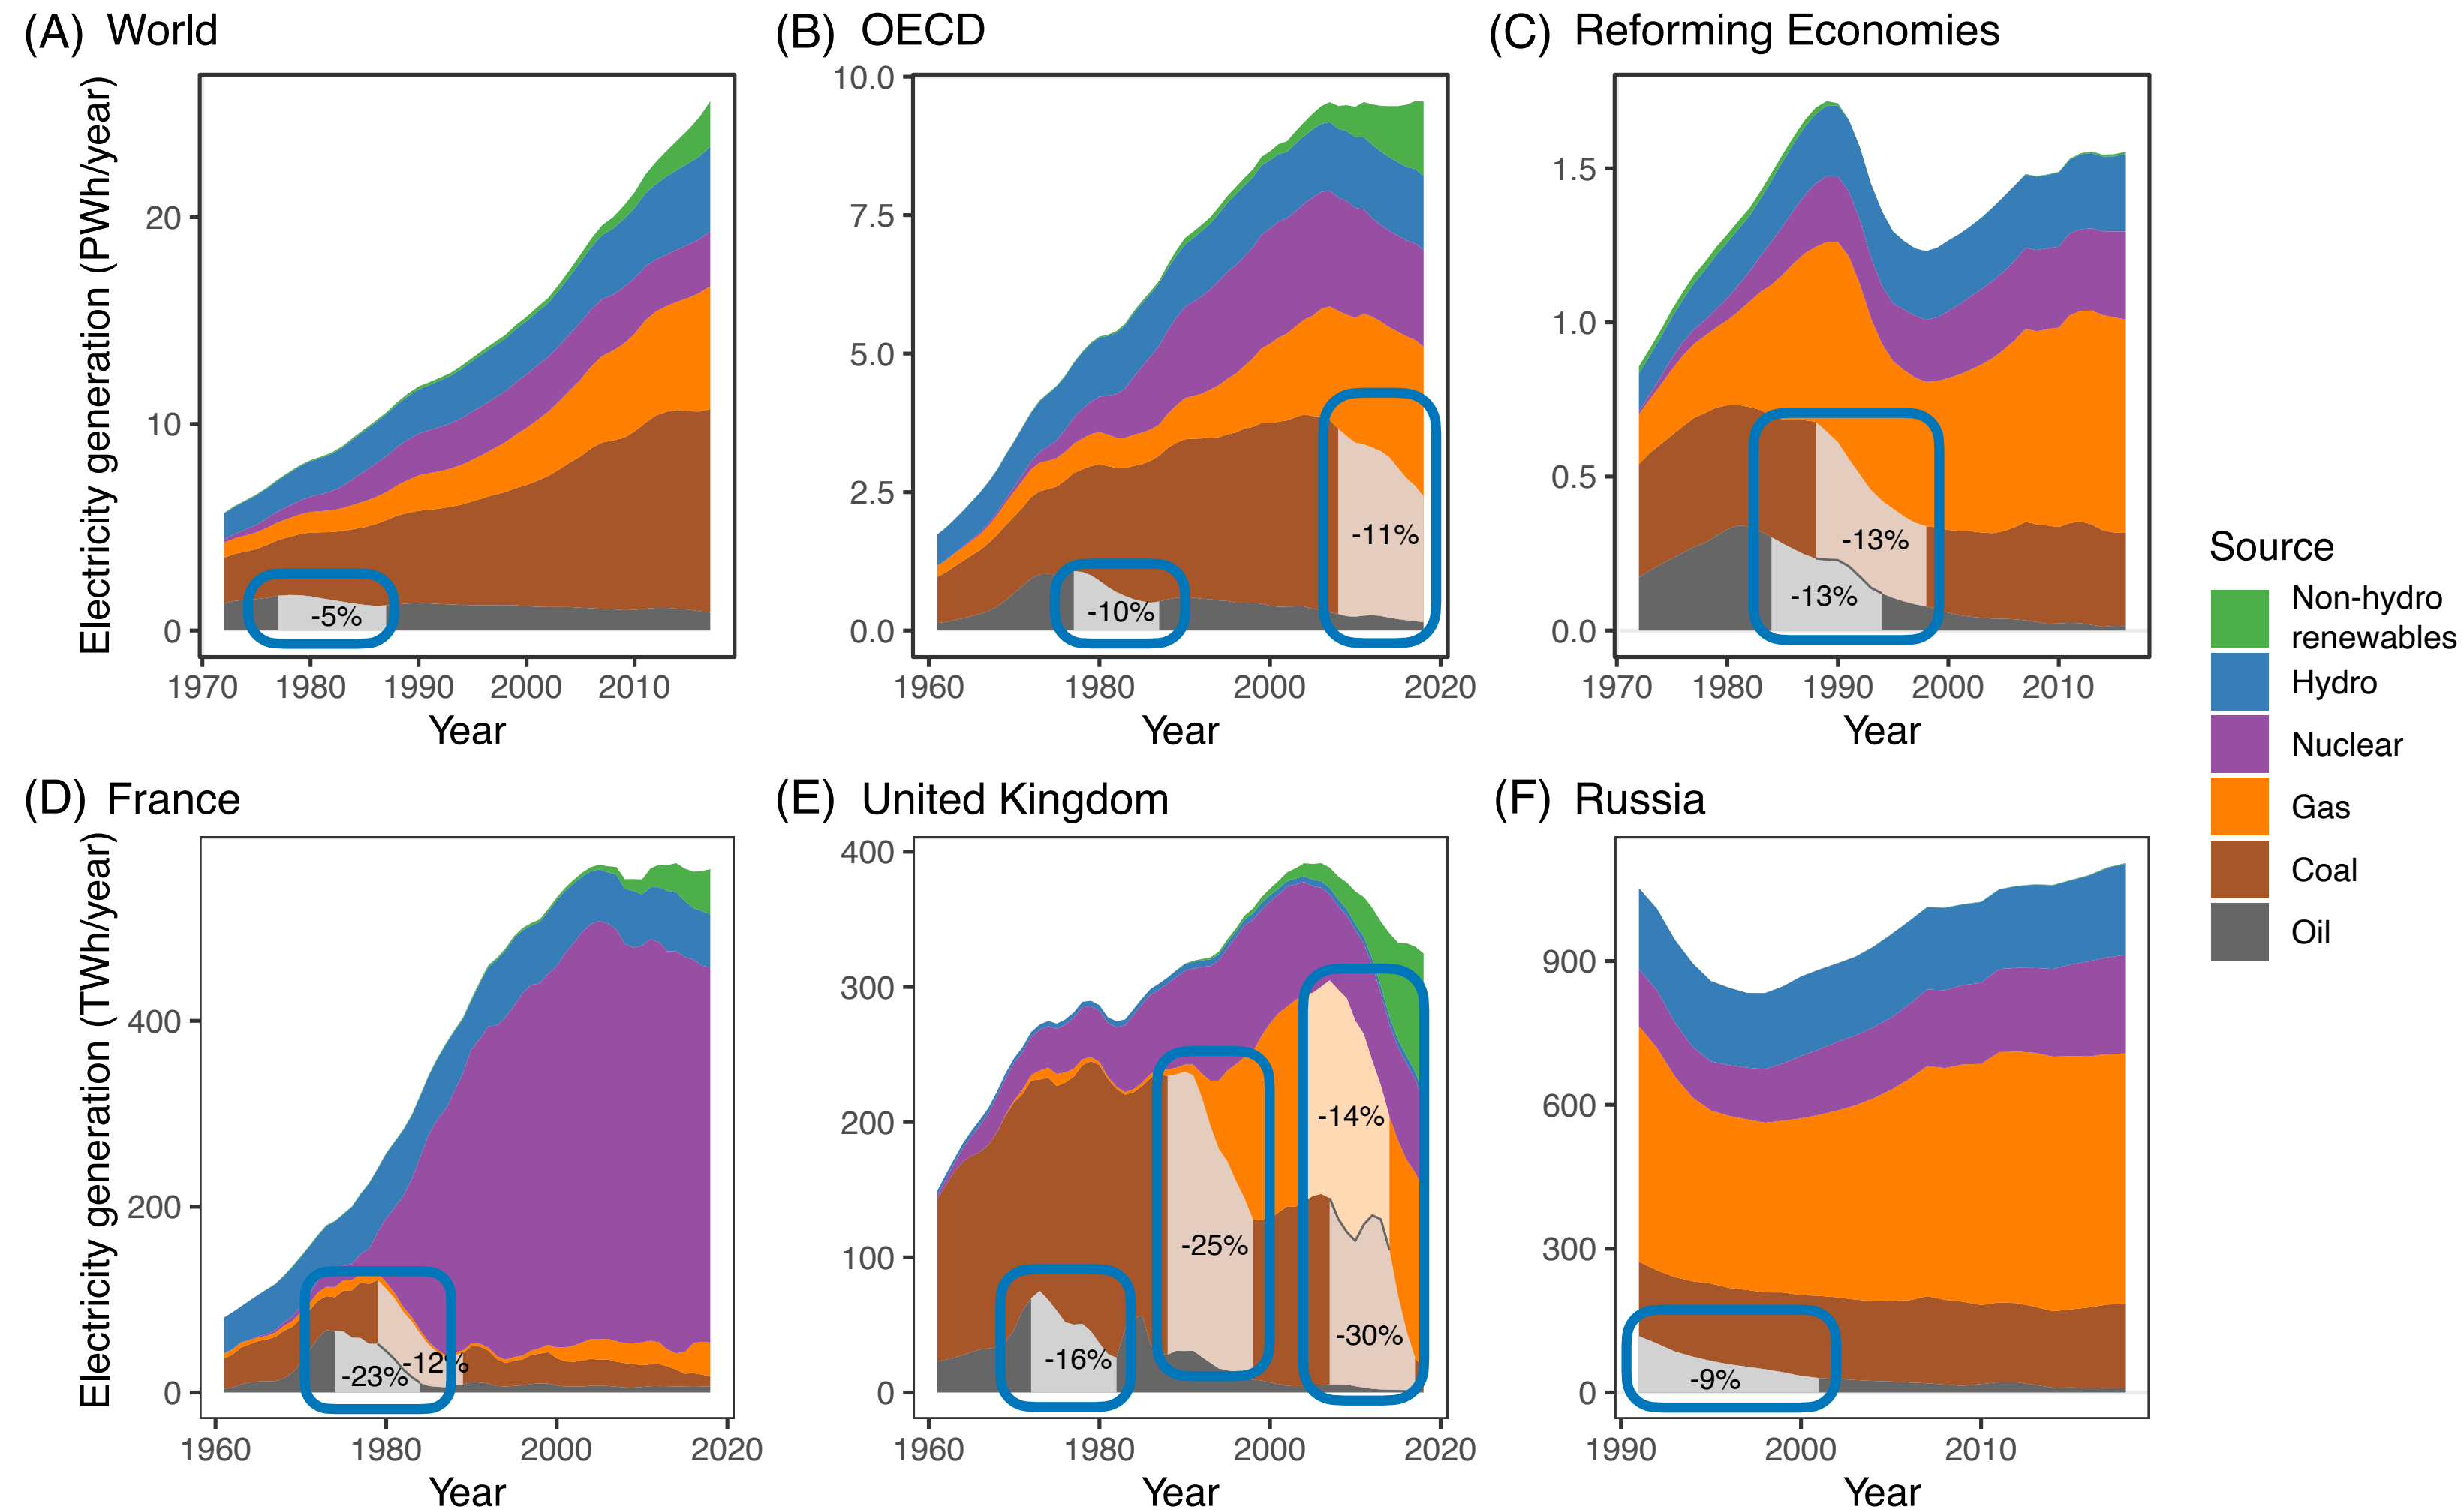 (A) World
Electricity generation (PWh/year)
20
10
0
-5%
1970 1980 1990 2000 2010
Year
(B) OECD
10.0
7.5
5.0
2.5
0.0
-10%
-11%
1960 1980 2000 2020
Year
(C) Reforming Economies
1.5
1.0
0.5
0.0
-13%
-13%
1970 1980 1990 2000 2010
Year
(D) France
Electricity generation (TWh/year)
400
200
0
-23%
-12%
1960 1980 2000 2020
Year
(E) United Kingdom
400
300
200
100
0
-16%
-25%
-14%
-30%
1960 1980 2000 2020
Year
(F) Russia
900
600
300
0
-9%
1990 2000 2010
Year
Source
Non-hydro
renewables
Hydro
Nuclear
Gas
Coal
Oil